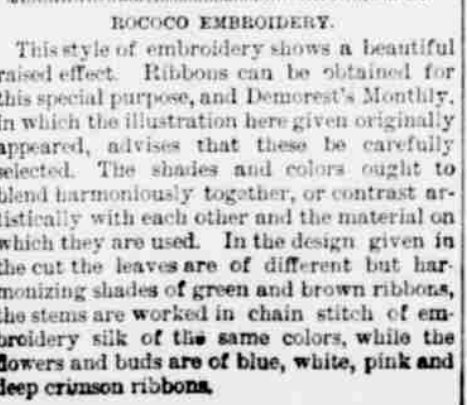 ROCOCO EMBROIDERY.
This style of embroidery shows a beautiful
raised effect. Ribbons can be obtained for
this special purpose, and Demorest's Monthly,
in which the illustration here given originally
appeared, advises that these be carefully
selected. The shades and colors ought to
blend harmoniously together, or contrast ar-
tistically with each other and the material on
which they are used. In the design given in
the cut the leaves are of different but har-
monizing shades of green and brown ribbons,
the stems are worked in chain stitch of em-
broidery silk of the same colors, while the
flowers and buds are of blue, white, pink and
deep crimson ribbons.